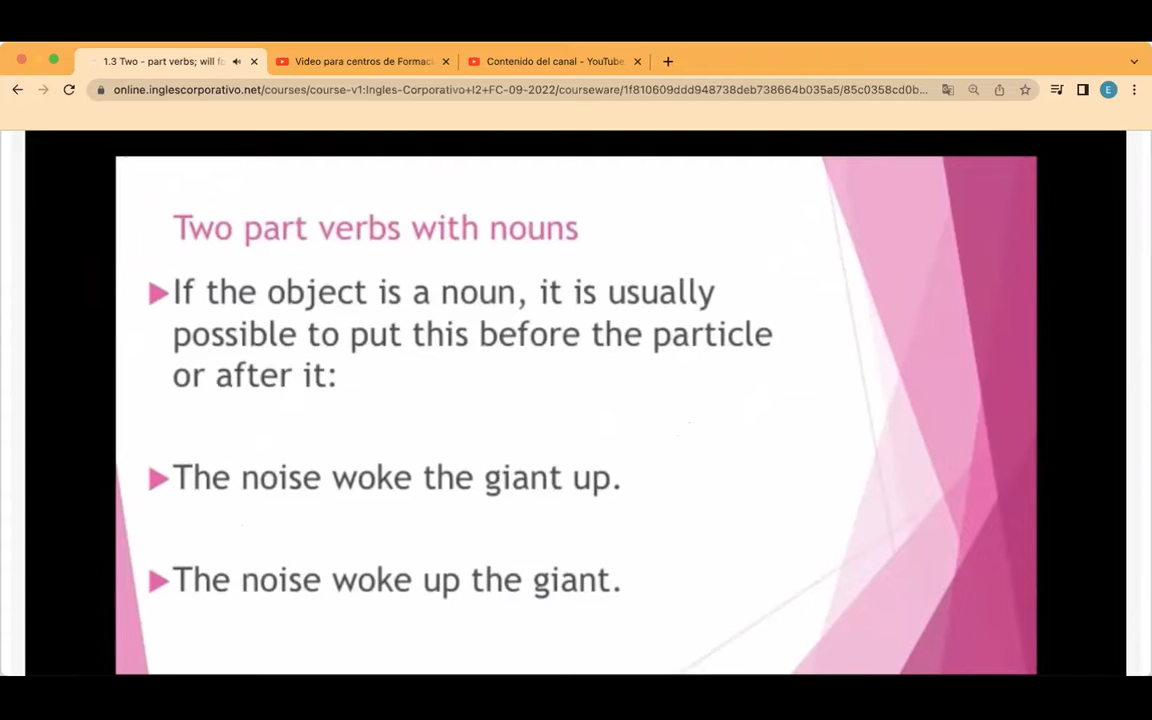 1.3 Two - part verbs; will fo
Video para centros de Formaci
Contenido del canal - YouTube
online.inglescorporativo.net/courses/course-v1:Ingles-Corporativo+I2+FC-09-2022/courseware/1f810609ddd948738deb738664b035a5/85c0358cd0b...
E
Two part verbs with nouns
If the object is a noun, it is usually
possible to put this before the particle
or after it:
The noise woke the giant up.
The noise woke up the giant.